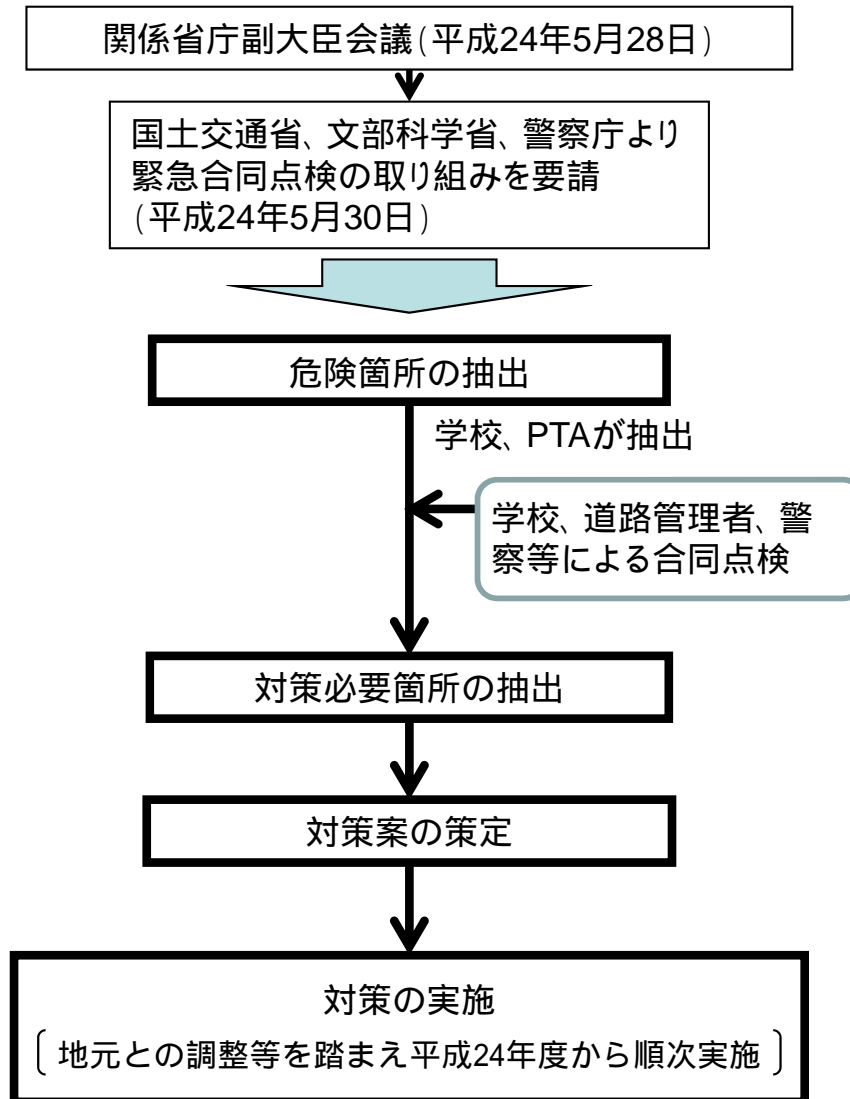 関係省庁副大臣会議(平成24年5月28日)
国土交通省、文部科学省、警察庁より
緊急合同点検の取り組みを要請
(平成24年5月30日)
危険箇所の抽出
学校、PTAが抽出
学校、道路管理者、警
察等による合同点検
対策必要箇所の抽出
対策案の策定
対策の実施
〔 地元との調整等を踏まえ平成24年度から順次実施 〕